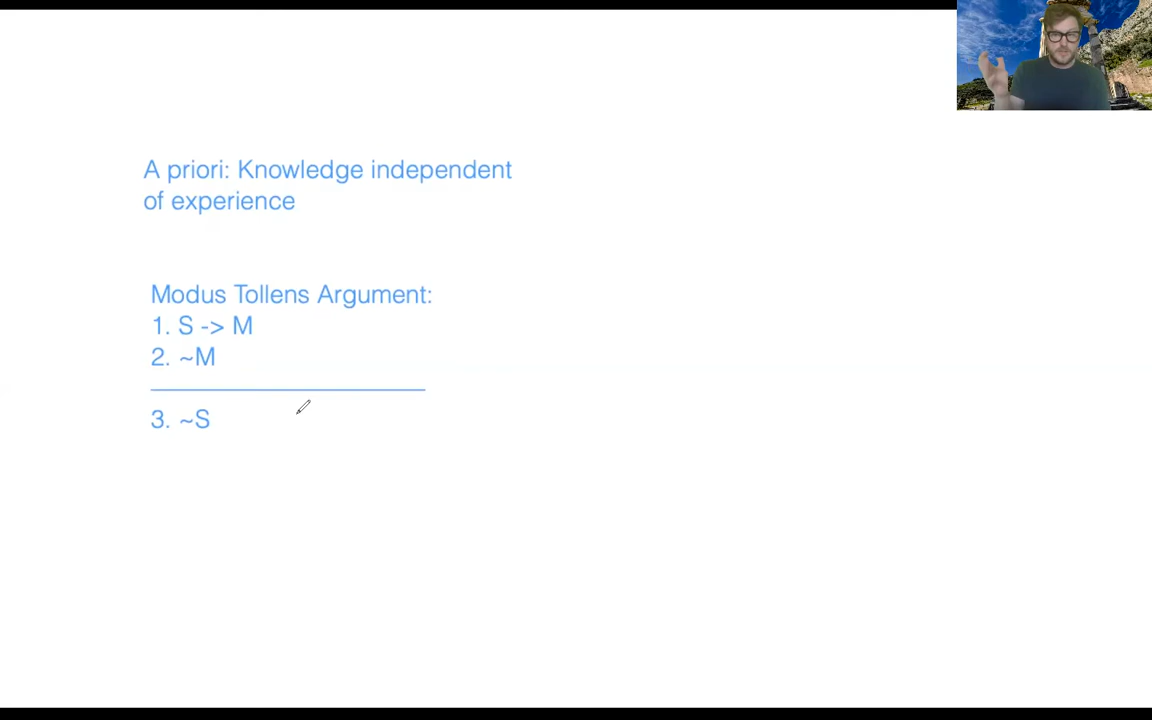 A priori: Knowledge independent
of experience
Modus Tollens Argument:
1. S -> M
2. ~M
3. ~S